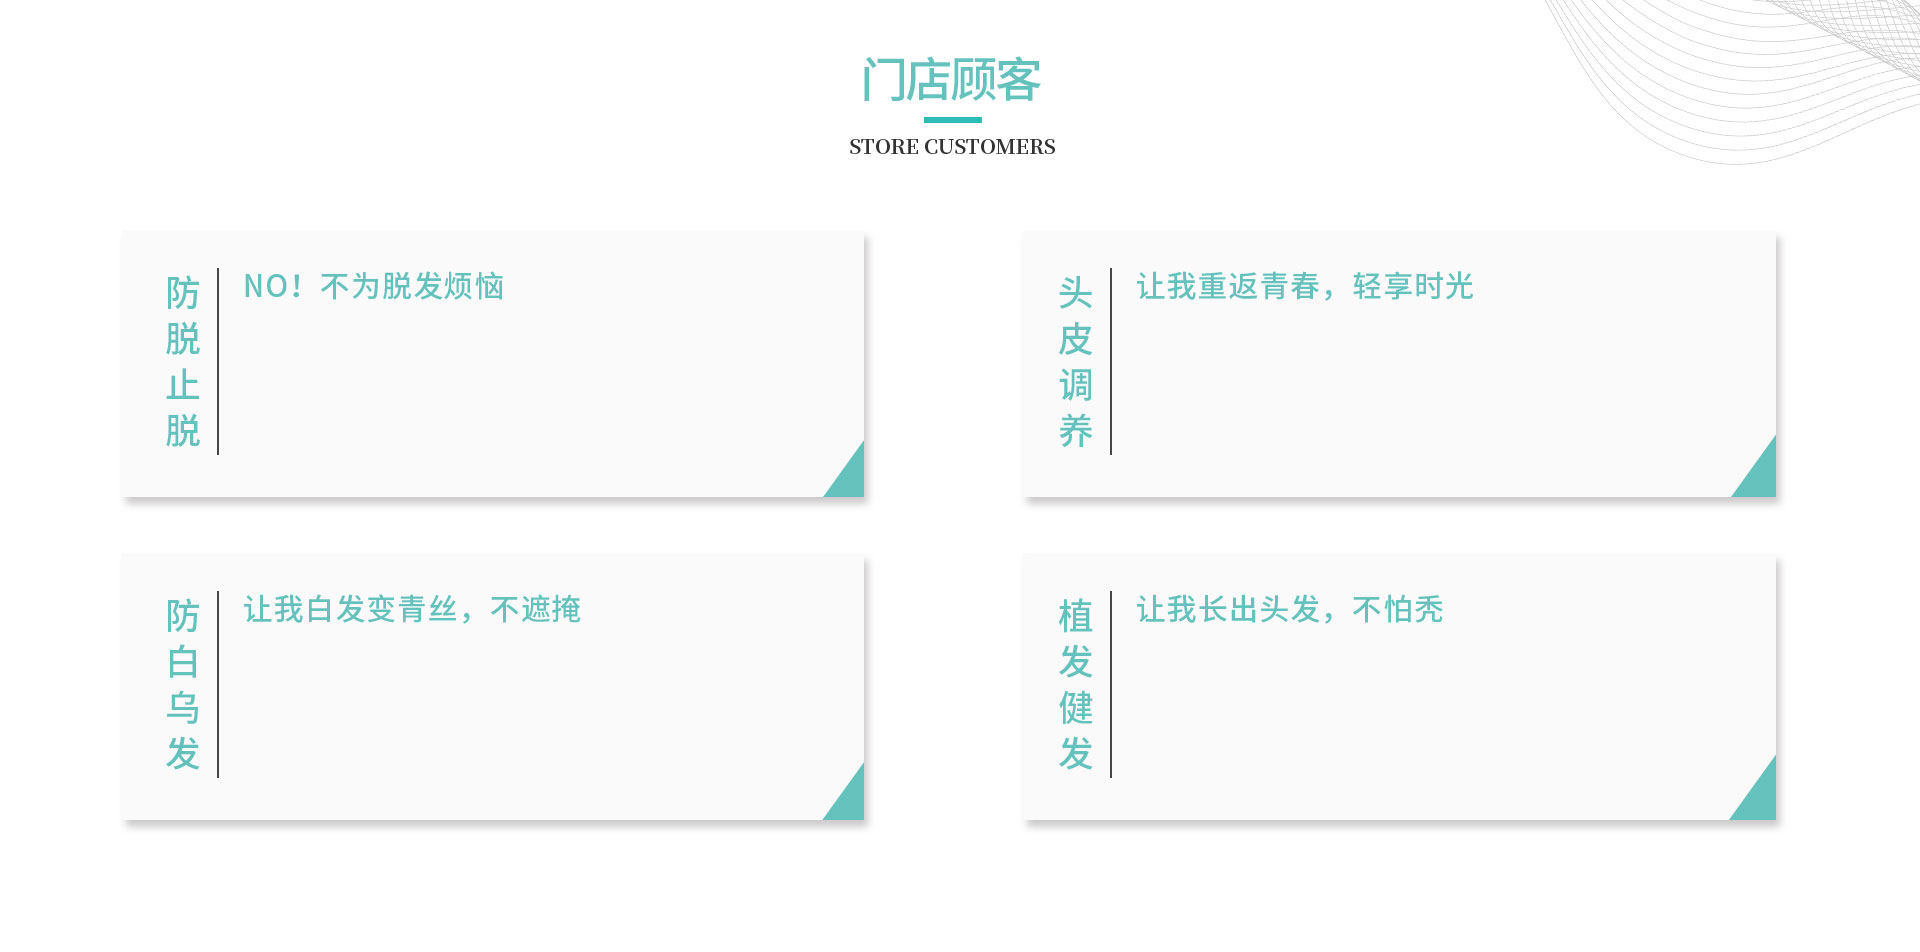 门店顾客
STORE CUSTOMERS
防脱止脱
NO！不为脱发烦恼
头皮调养
让我重返青春，轻享时光
防白乌发
让我白发变青丝，不遮掩
植发健发
让我长出头发，不怕秃